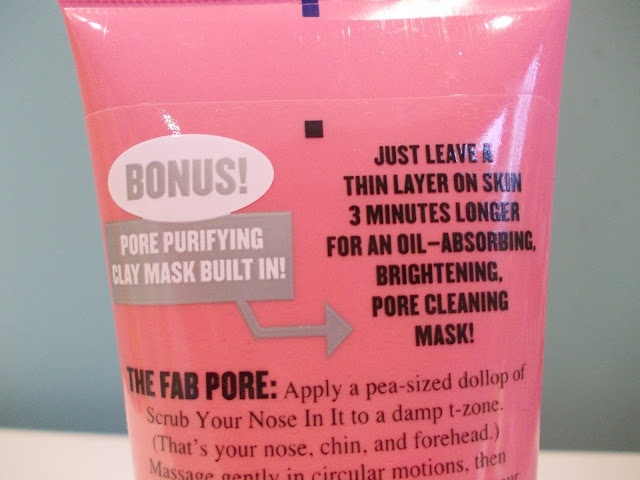 BONUS!
PORE PURIFYING
CLAY MASK BUILT IN!
JUST LEAVE A
THIN LAYER ON SKIN
3 MINUTES LONGER
FOR AN OIL–ABSORBING,
BRIGHTENING,
PORE CLEANING
MASK!
THE FAB PORE: Apply a pea-sized dollop of
Scrub Your Nose In It to a damp t-zone.
(That's your nose, chin, and forehead.)
Massage gently in circular motions, then